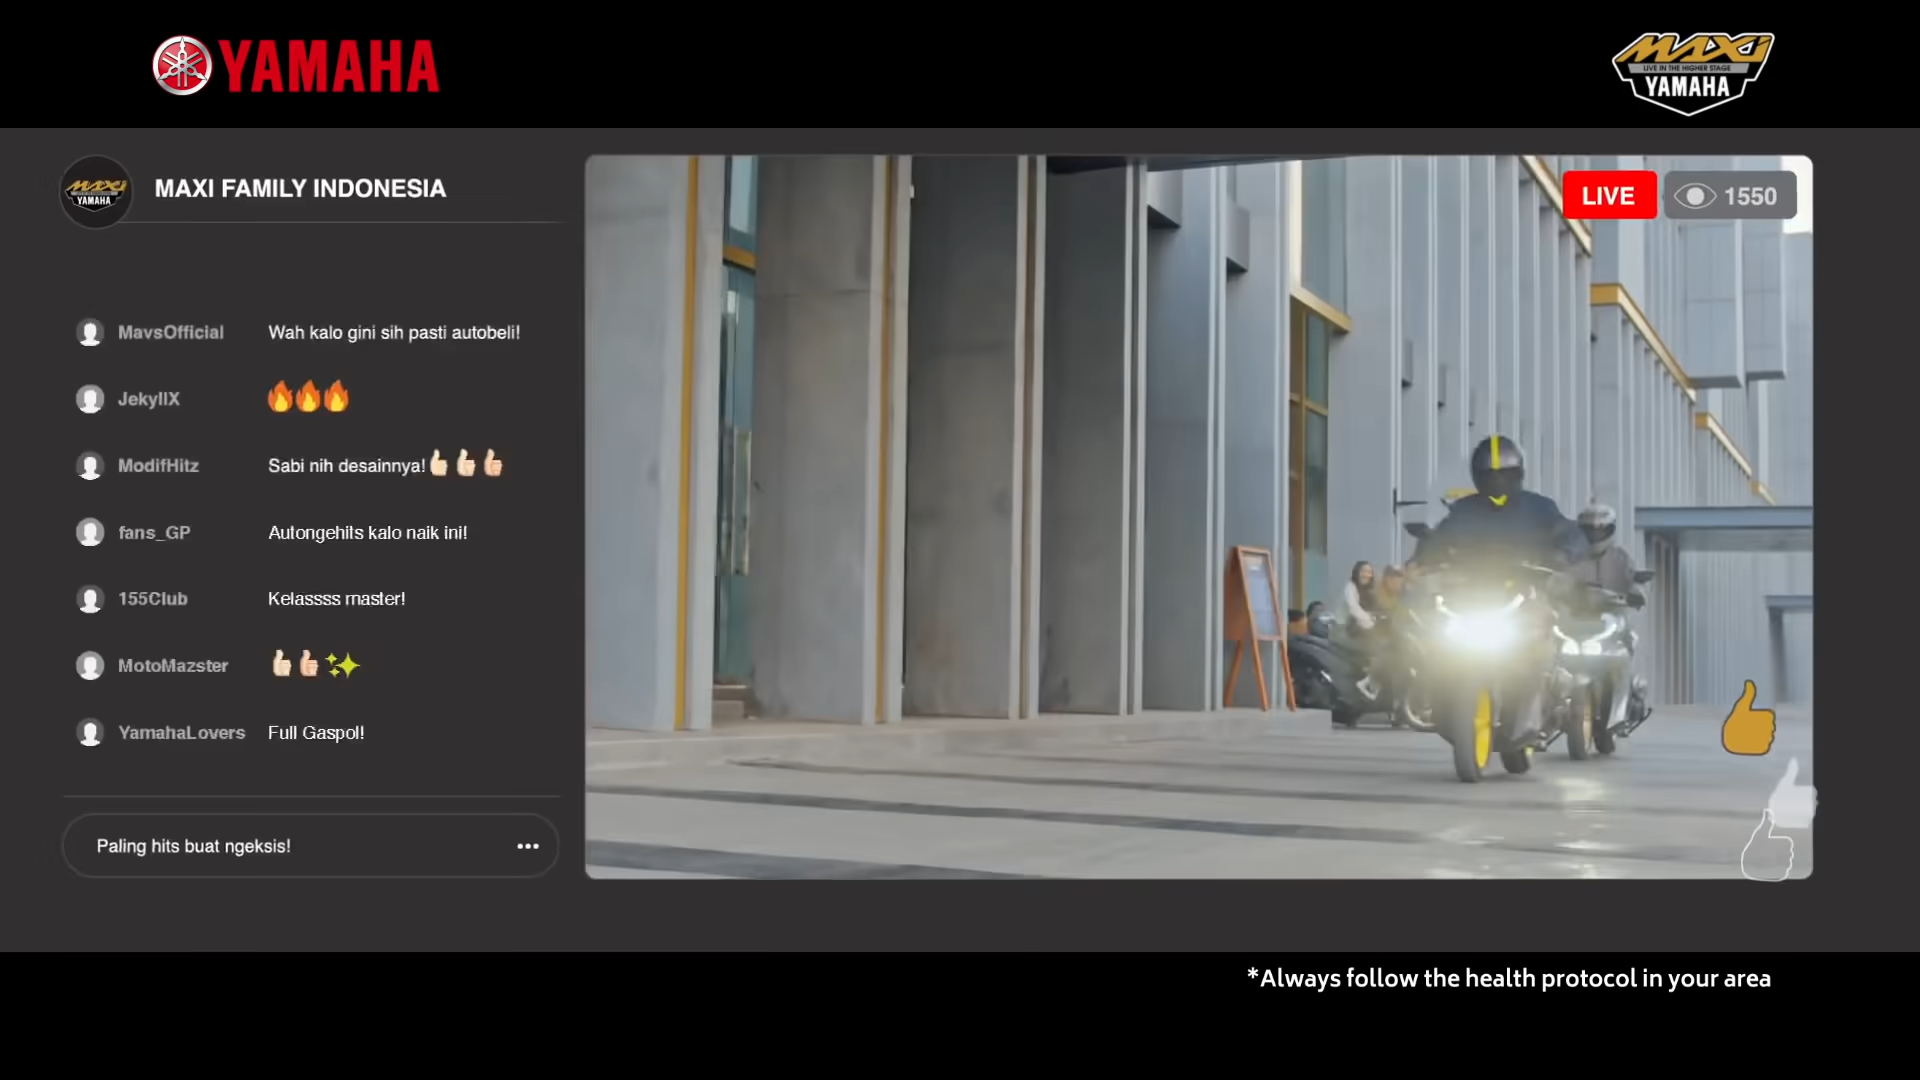 YAMAHA
MAXI
LIVE IN THE HIGHER STAGE
YAMAHA
MAXI
YAMAHA
MAXI FAMILY INDONESIA
LIVE 1550
MavsOfficial Wah kalo gini sih pasti autobeli!
JekyllX 🔥🔥🔥
ModifHitz Sabi nih desainnya!👍🏻👍🏻👍🏻
fans_GP Autongehits kalo naik ini!
155Club Kelassss master!
MotoMazster 👍🏻👍🏻✨
YamahaLovers Full Gaspol!
Paling hits buat ngeksis! •••
*Always follow the health protocol in your area